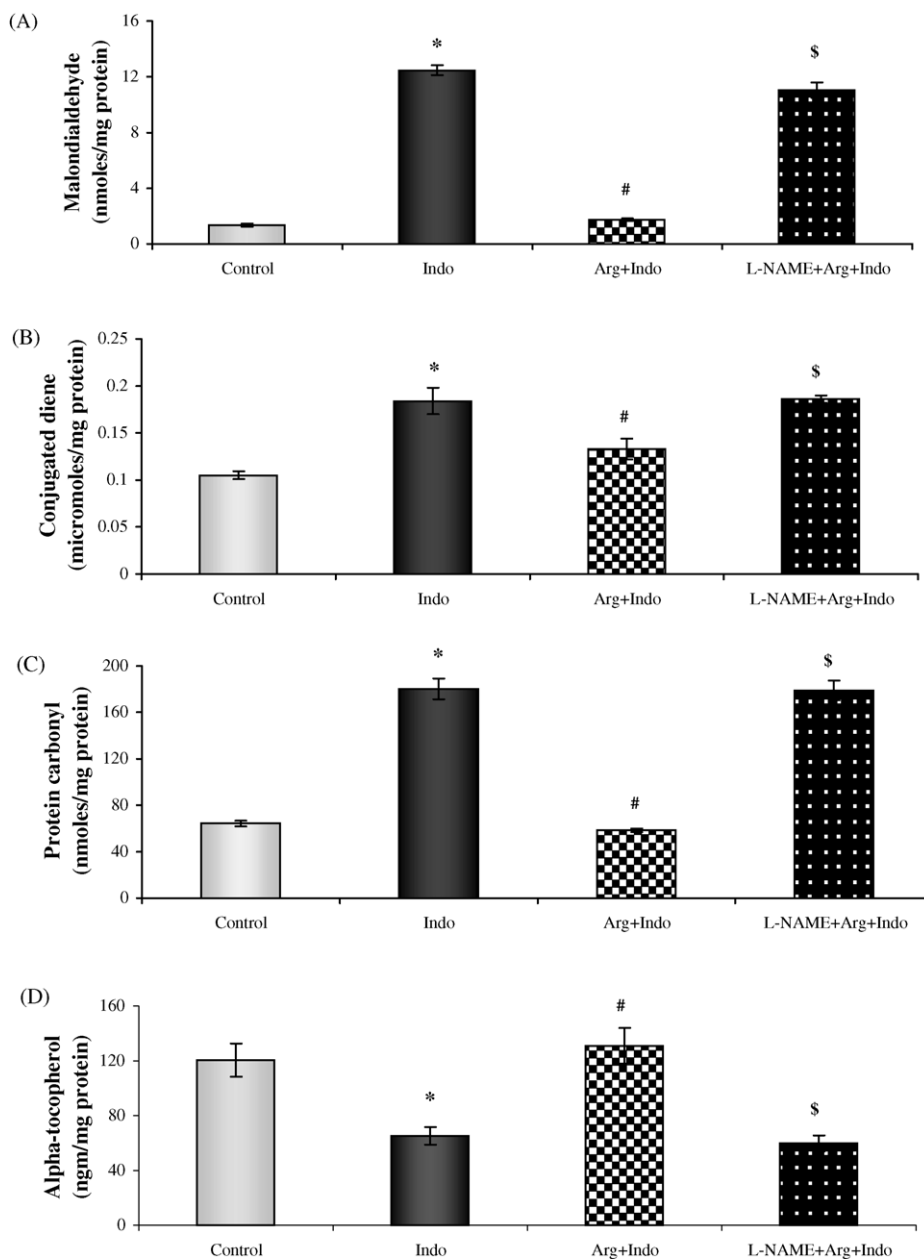 (A)
Malondialdehyde
(nmoles/mg protein)
16
12
8
4
0
*
#
$
Control Indo Arg+Indo L-NAME+Arg+Indo
(B)
Conjugated diene
(micromoles/mg protein)
0.25
0.2
0.15
0.1
0.05
0
*
#
$
Control Indo Arg+Indo L-NAME+Arg+Indo
(C)
Protein carbonyl
(nmoles/mg protein)
200
160
120
80
40
0
*
#
$
Control Indo Arg+Indo L-NAME+Arg+Indo
(D)
Alpha-tocopherol
(ngm/mg protein)
160
120
80
40
0
*
#
$
Control Indo Arg+Indo L-NAME+Arg+Indo